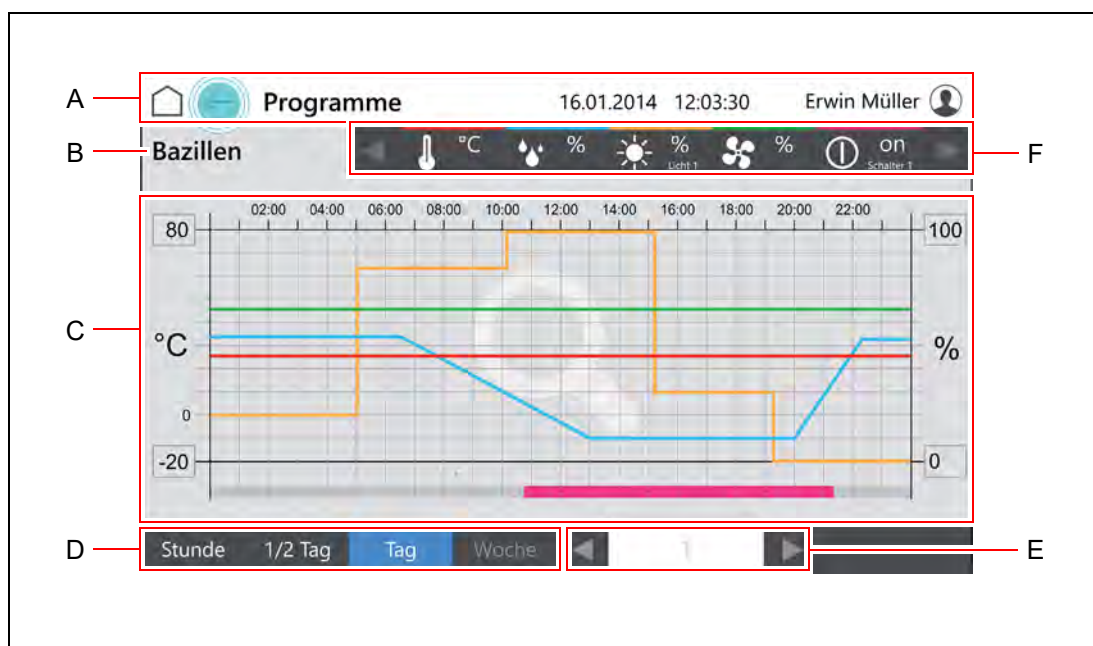 A
Programme 16.01.2014 12:03:30 Erwin Müller
B
Bazillen
°C % % % on
Licht 1 Schalter 1
F
02:00 04:00 06:00 08:00 10:00 12:00 14:00 16:00 18:00 20:00 22:00
80 100
C
°C %
0
-20 0
D
Stunde 1/2 Tag Tag Woche 1
E